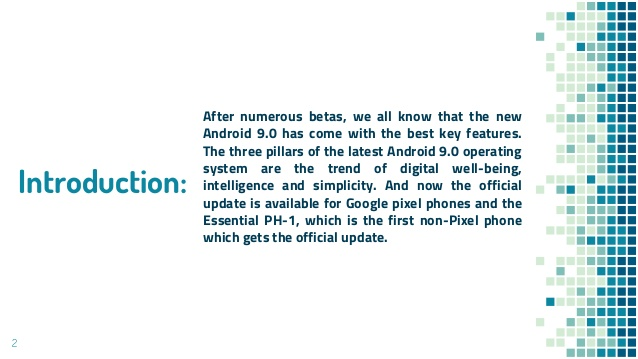 Introduction:
After numerous betas, we all know that the new
Android 9.0 has come with the best key features.
The three pillars of the latest Android 9.0 operating
system are the trend of digital well-being,
intelligence and simplicity. And now the official
update is available for Google pixel phones and the
Essential PH-1, which is the first non-Pixel phone
which gets the official update.
2